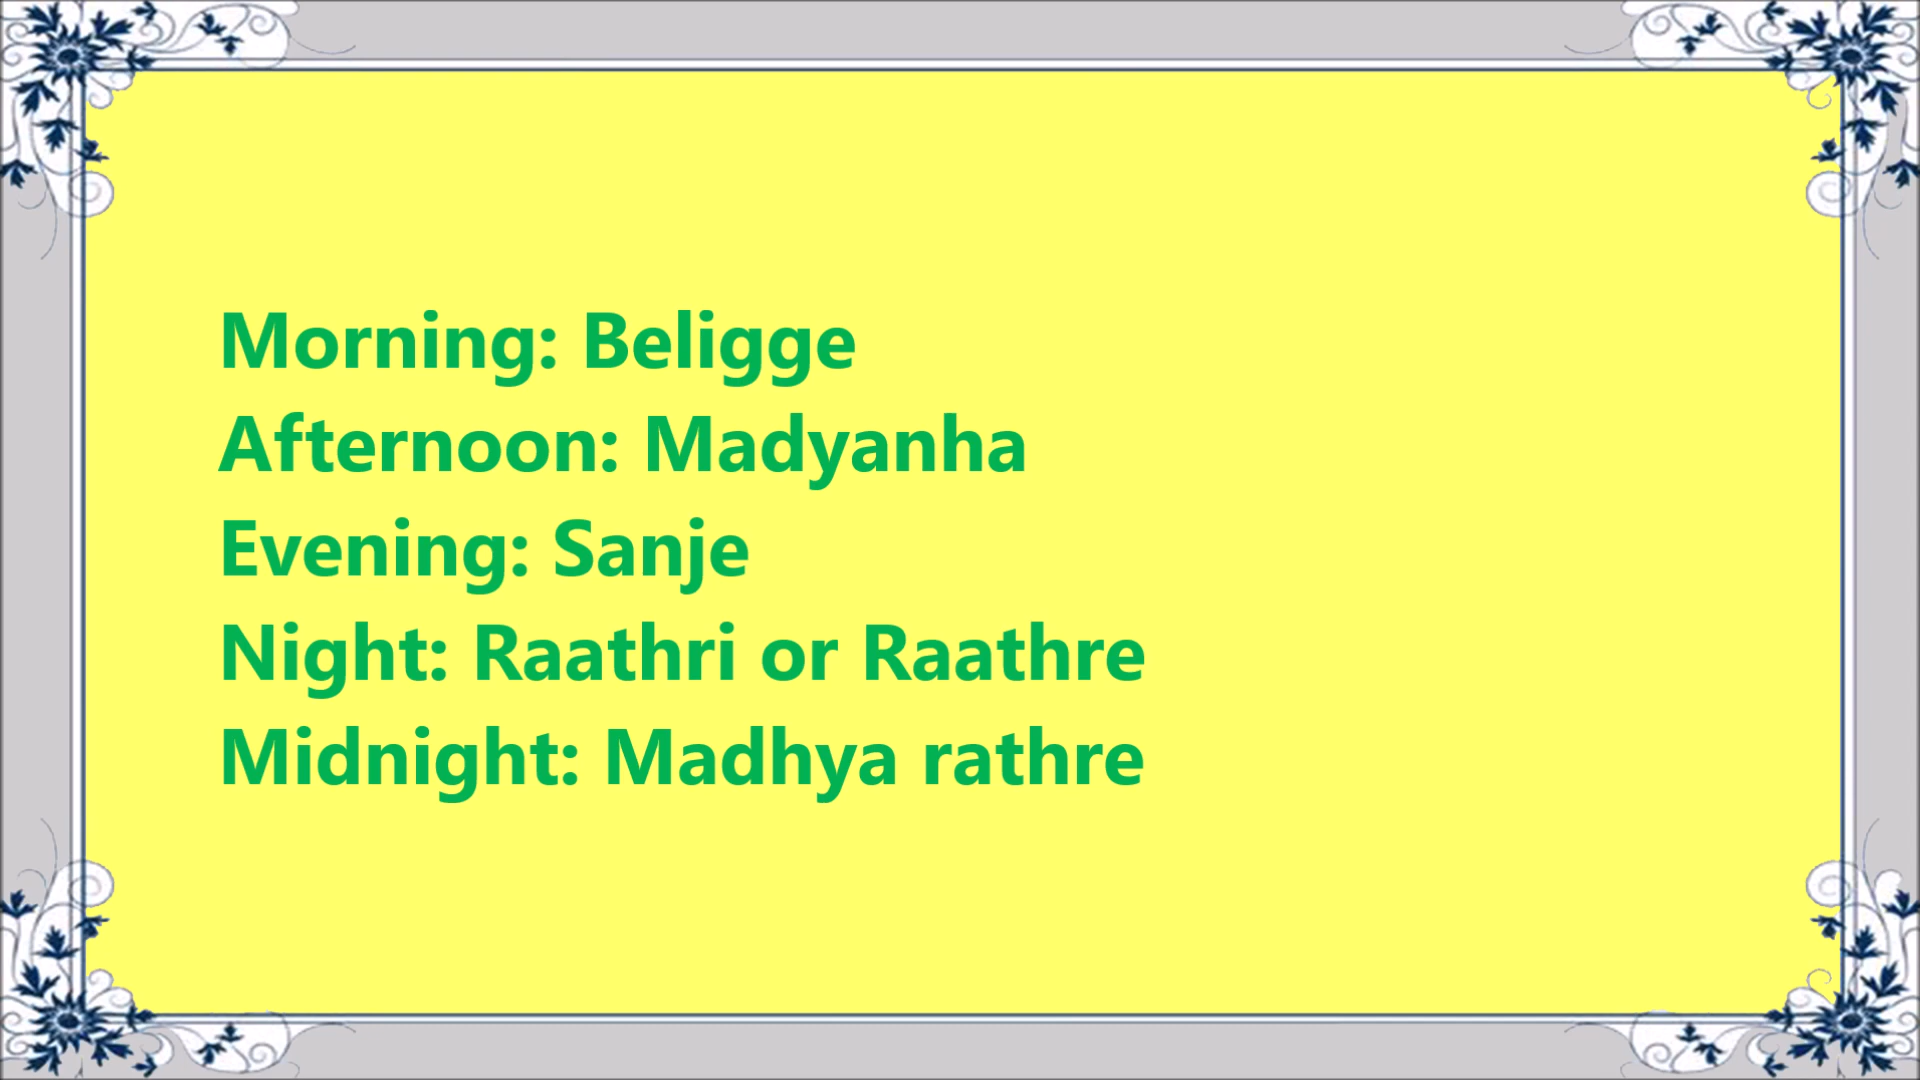 Morning: Beligge
Afternoon: Madyanha
Evening: Sanje
Night: Raathri or Raathre
Midnight: Madhya rathre